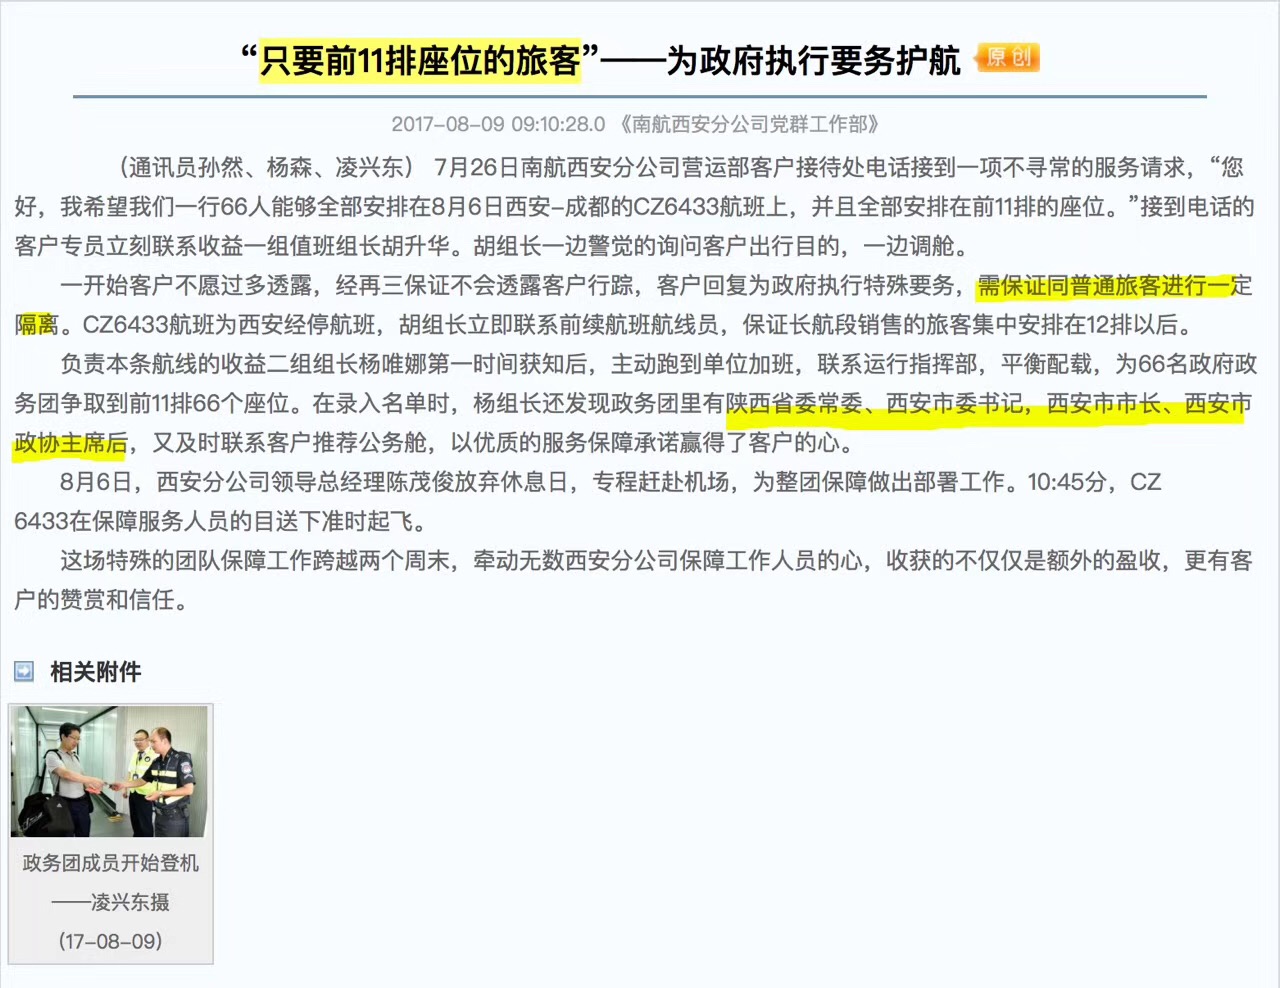 “只要前11排座位的旅客”——为政府执行要务护航 原创
2017-08-09 09:10:28.0 《南航西安分公司党群工作部》
（通讯员孙然、杨森、凌兴东） 7月26日南航西安分公司营运部客户接待处电话接到一项不寻常的服务请求，“您
好，我希望我们一行66人能够全部安排在8月6日西安-成都的CZ6433航班上，并且全部安排在前11排的座位。”接到电话的
客户专员立刻联系收益一组值班组长胡升华。胡组长一边警觉的询问客户出行目的，一边调舱。
一开始客户不愿过多透露，经再三保证不会透露客户行踪，客户回复为政府执行特殊要务，需保证同普通旅客进行一定
隔离。CZ6433航班为西安经停航班，胡组长立即联系前续航班航线员，保证长航段销售的旅客集中安排在12排以后。
负责本条航线的收益二组组长杨唯娜第一时间获知后，主动跑到单位加班，联系运行指挥部，平衡配载，为66名政府政
务团争取到前11排66个座位。在录入名单时，杨组长还发现政务团里有陕西省委常委、西安市委书记，西安市市长、西安市
政协主席后，又及时联系客户推荐公务舱，以优质的服务保障承诺赢得了客户的心。
8月6日，西安分公司领导总经理陈茂俊放弃休息日，专程赶赴机场，为整团保障做出部署工作。10:45分，CZ
6433在保障服务人员的目送下准时起飞。
这场特殊的团队保障工作跨越两个周末，牵动无数西安分公司保障工作人员的心，收获的不仅仅是额外的盈收，更有客
户的赞赏和信任。
相关附件
政务团成员开始登机
——凌兴东摄
(17-08-09)